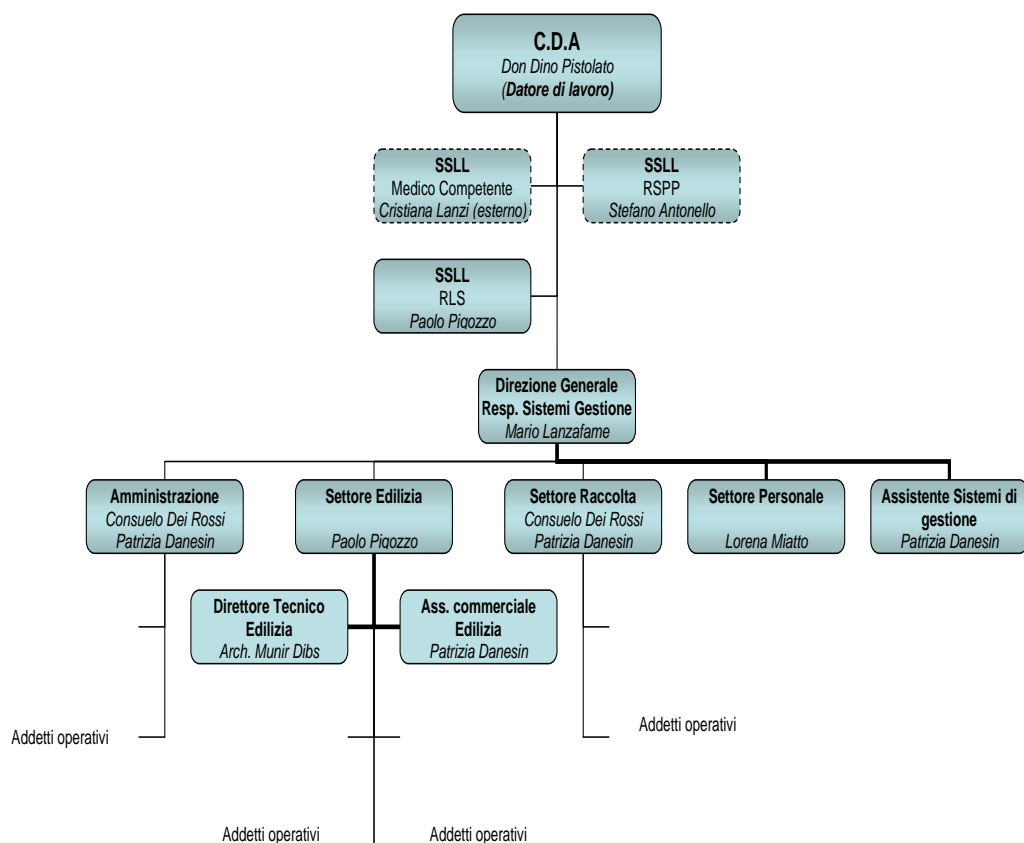 C.D.A
Don Dino Pistolato
(Datore di lavoro)
SSLL
Medico Competente
Cristiana Lanzi (esterno)
SSLL
RSPP
Stefano Antonello
SSLL
RLS
Paolo Pigozzo
Direzione Generale
Resp. Sistemi Gestione
Mario Lanzafame
Amministrazione
Consuelo Dei Rossi
Patrizia Danesin
Settore Edilizia
Paolo Pigozzo
Settore Raccolta
Consuelo Dei Rossi
Patrizia Danesin
Settore Personale
Lorena Miatto
Assistente Sistemi di
gestione
Patrizia Danesin
Direttore Tecnico
Edilizia
Arch. Munir Dibs
Ass. commerciale
Edilizia
Patrizia Danesin
Addetti operativi
Addetti operativi
Addetti operativi
Addetti operativi